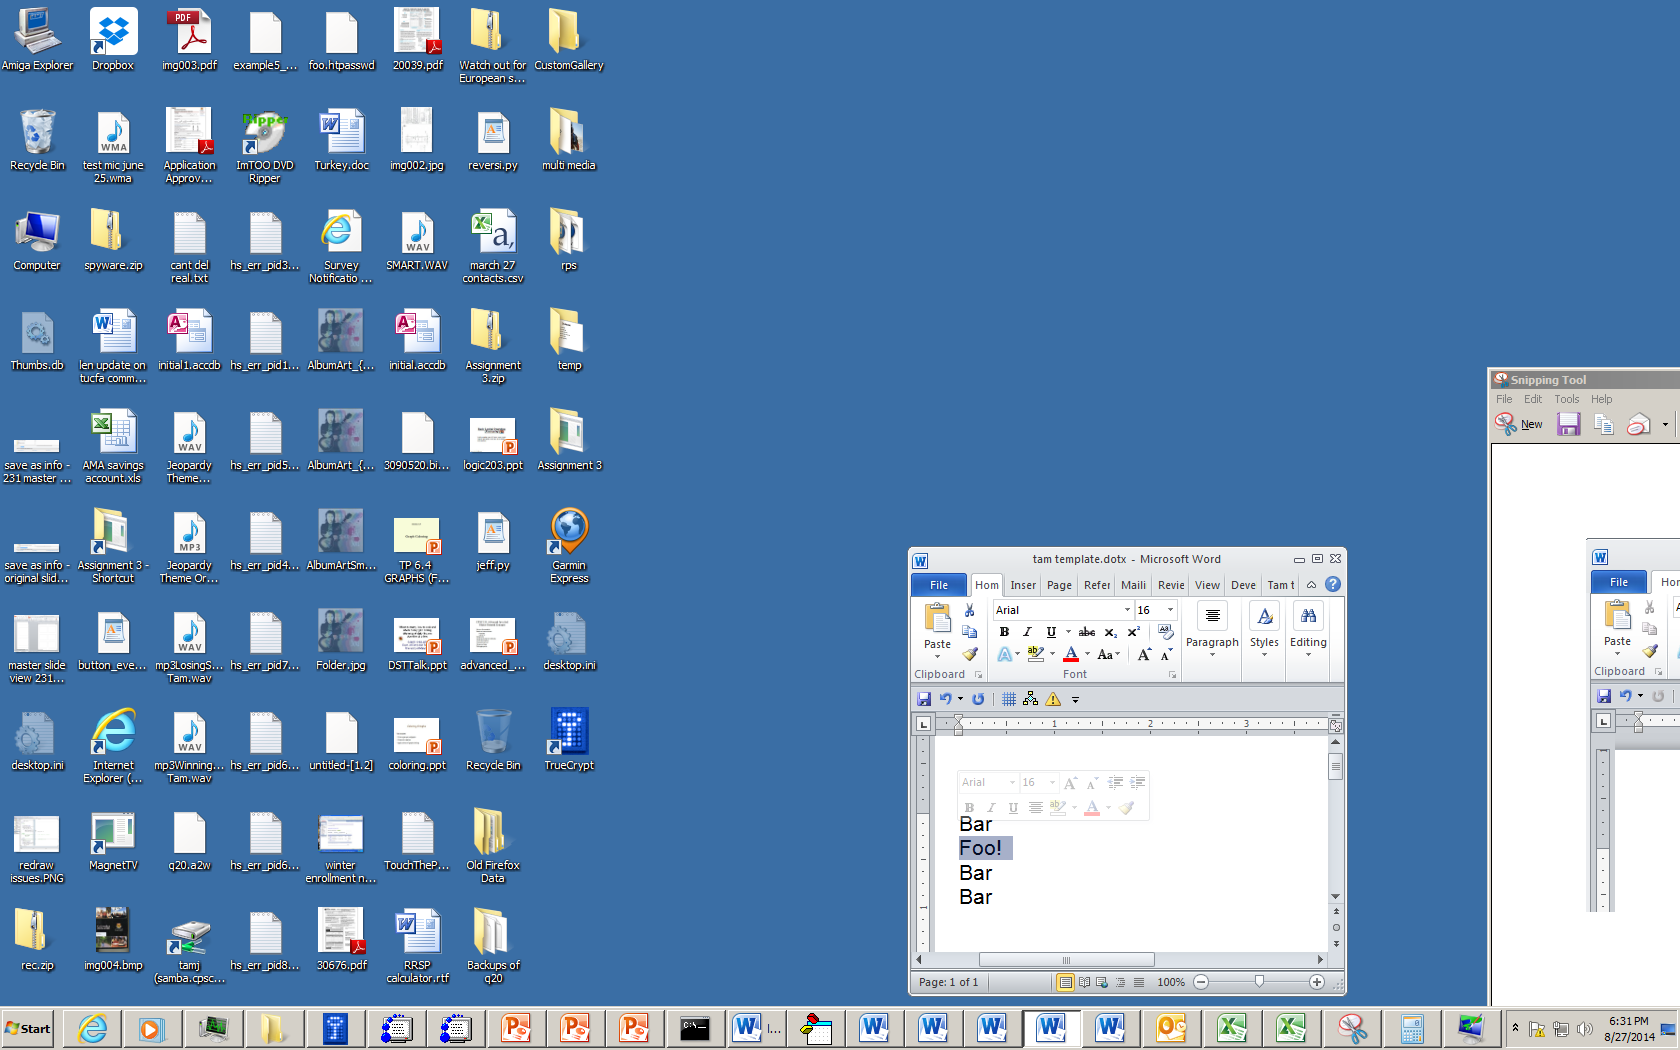 Amiga Explorer
Dropbox
img003.pdf
example5_...
foo.htpasswd
20039.pdf
Watch out for
European s...
CustomGallery
Recycle Bin
test mic june
25.wma
Application
Approv...
ImTOO DVD
Ripper
Turkey.doc
img002.jpg
reversi.py
multi media
Computer
spyware.zip
cant del
real.txt
hs_err_pid3...
Survey
Notificatio ...
SMART.WAV
march 27
contacts.csv
rps
Thumbs.db
len update on
tucfa comm...
initial1.accdb
hs_err_pid1...
AlbumArt_{...
initial.accdb
Assignment
3.zip
temp
save as info -
231 master ...
AMA savings
account.xls
Jeopardy
Theme...
hs_err_pid5...
AlbumArt_{...
3090520.bi...
logic203.ppt
Assignment 3
save as info -
original slid...
Assignment 3 -
Shortcut
Jeopardy
Theme Or...
hs_err_pid4...
AlbumArtSm...
TP 6.4
GRAPHS (F...
jeff.py
Garmin
Express
master slide
view 231...
button_eve...
mp3LosingS...
Tam.wav
hs_err_pid7...
Folder.jpg
DSTTalk.ppt
advanced_...
desktop.ini
desktop.ini
Internet
Explorer (...
mp3Winning...
Tam.wav
hs_err_pid6...
untitled-[1.2]
coloring.ppt
Recycle Bin
TrueCrypt
redraw
issues.PNG
MagnetTV
q20.a2w
hs_err_pid6...
winter
enrollment n...
TouchTheP...
Old Firefox
Data
rec.zip
img004.bmp
tamj
(samba.cpsc...
hs_err_pid8...
30676.pdf
RRSP
calculator.rtf
Backups of
q20
Snipping Tool
File Edit Tools Help
New
File Hor
Paste
Clipboard
tam template.dotx - Microsoft Word
File Hom Inser Page Refer Maili Revie View Deve Tam t
Arial 16
Paste
B I U abc X₂ X²
Aa A A
Paragraph Styles Editing
Clipboard Font
1 2 3
Arial 16 A A
B I U ab A
Bar
Foo!
Bar
Bar
Page: 1 of 1 100%
Start
6:31 PM
8/27/2014